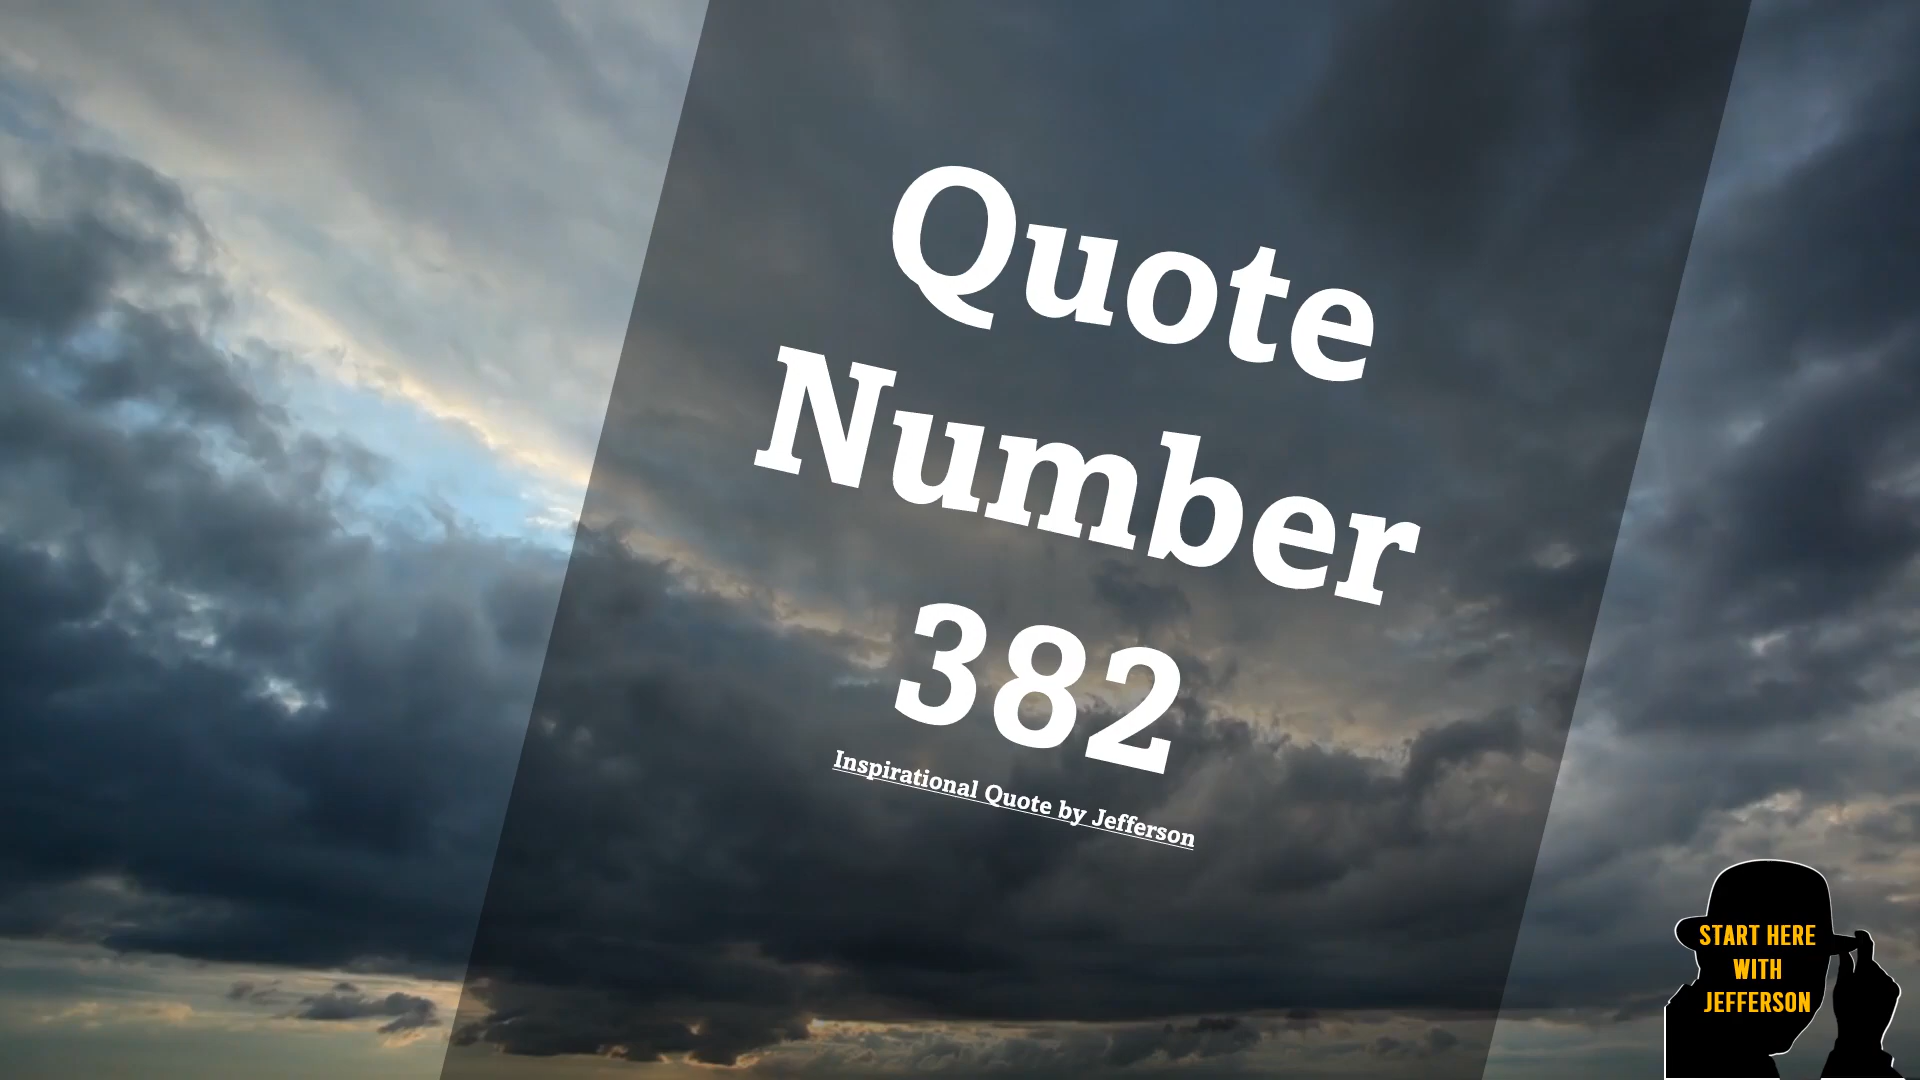 Quote
Number
382
Inspirational Quote by Jefferson
START HERE
WITH
JEFFERSON